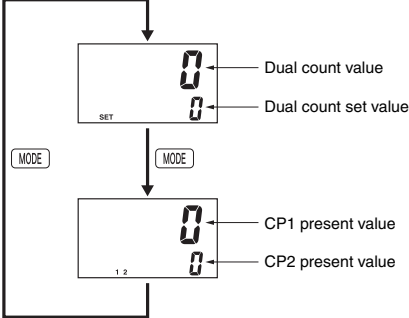 0
Dual count value
SET 0
Dual count set value
MODE
MODE
0
CP1 present value
1 2 0
CP2 present value